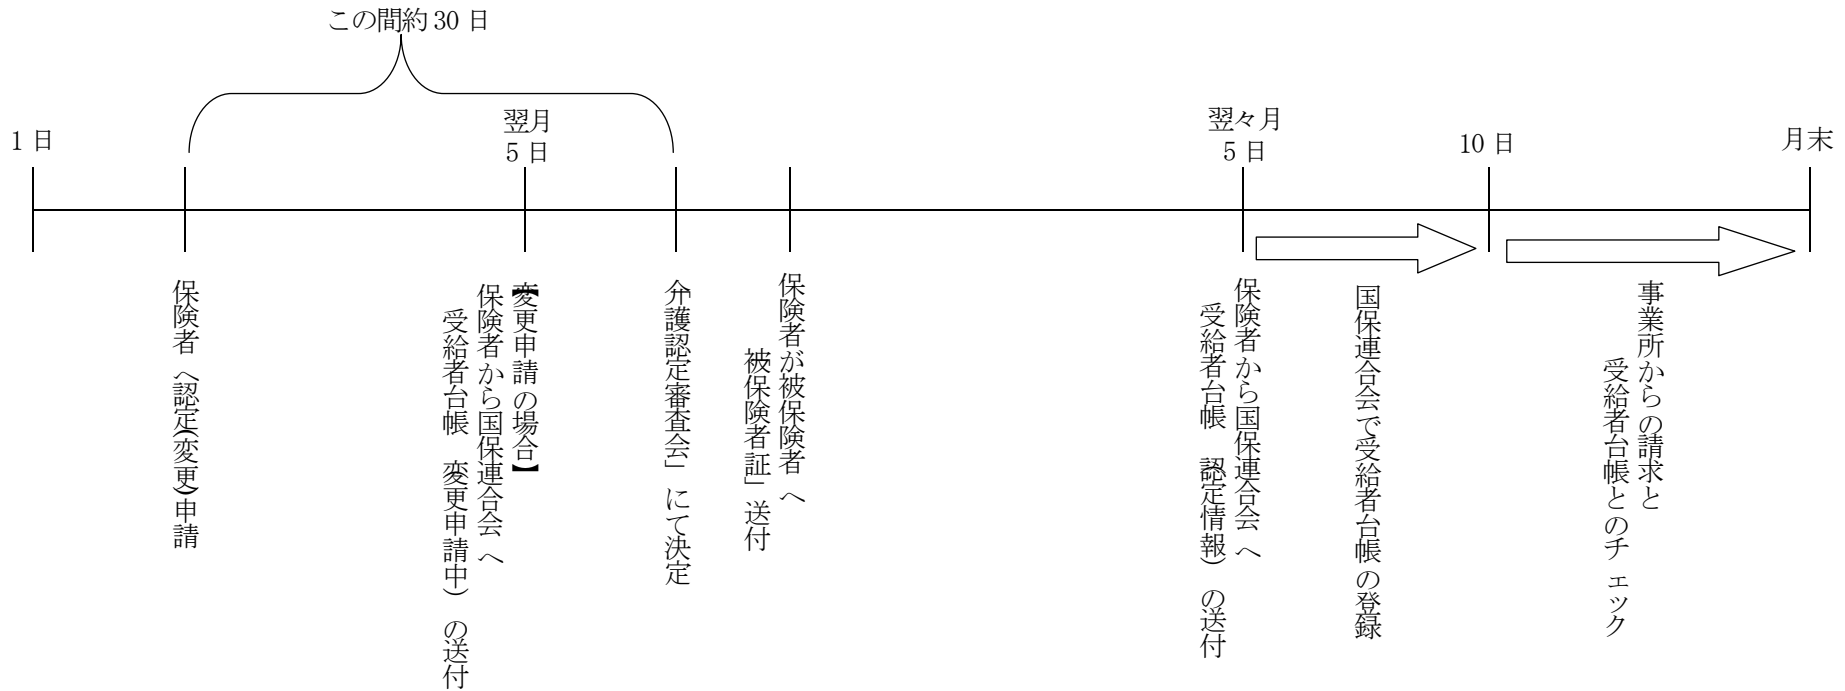 この間約30日
1日
翌月
5日
翌々月
5日
10日
月末
保険者へ認定(変更)申請
【変更申請の場合】
保険者から国保連合会へ
受給者台帳（変更申請中）の送付
「介護認定審査会」にて決定
保険者が被保険者へ
「被保険者証」送付
保険者から国保連合会へ
受給者台帳（認定情報）の送付
国保連合会で受給者台帳の登録
事業所からの請求と
受給者台帳とのチェック